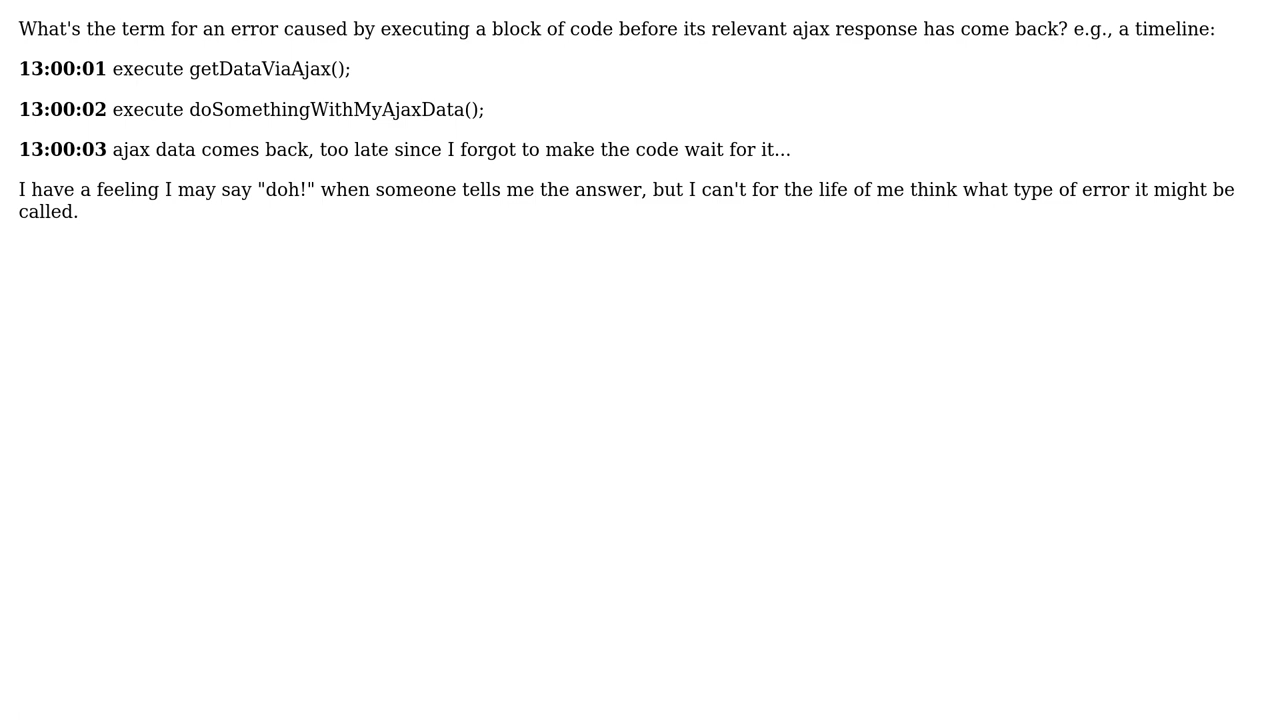 What's the term for an error caused by executing a block of code before its relevant ajax response has come back? e.g., a timeline:
13:00:01 execute getDataViaAjax();
13:00:02 execute doSomethingWithMyAjaxData();
13:00:03 ajax data comes back, too late since I forgot to make the code wait for it...
I have a feeling I may say "doh!" when someone tells me the answer, but I can't for the life of me think what type of error it might be
called.